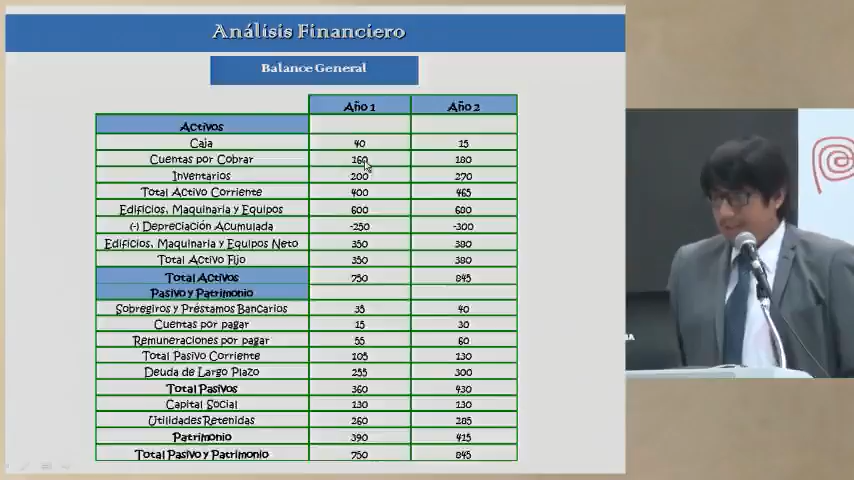 Análisis Financiero
Balance General
Año 1 Año 2
Activos
Caja 40 15
Cuentas por Cobrar 160 180
Inventarios 200 270
Total Activo Corriente 400 465
Edificios, Maquinaria y Equipos 600 680
(-) Depreciación Acumulada -250 -300
Edificios, Maquinaria y Equipos Neto 350 380
Total Activo Fijo 350 380
Total Activos 750 845
Pasivo y Patrimonio
Sobregiros y Préstamos Bancarios 35 40
Cuentas por pagar 15 30
Remuneraciones por pagar 55 60
Total Pasivo Corriente 105 130
Deuda de Largo Plazo 255 300
Total Pasivos 360 430
Capital Social 130 130
Utilidades Retenidas 260 285
Patrimonio 390 415
Total Pasivo y Patrimonio 750 845